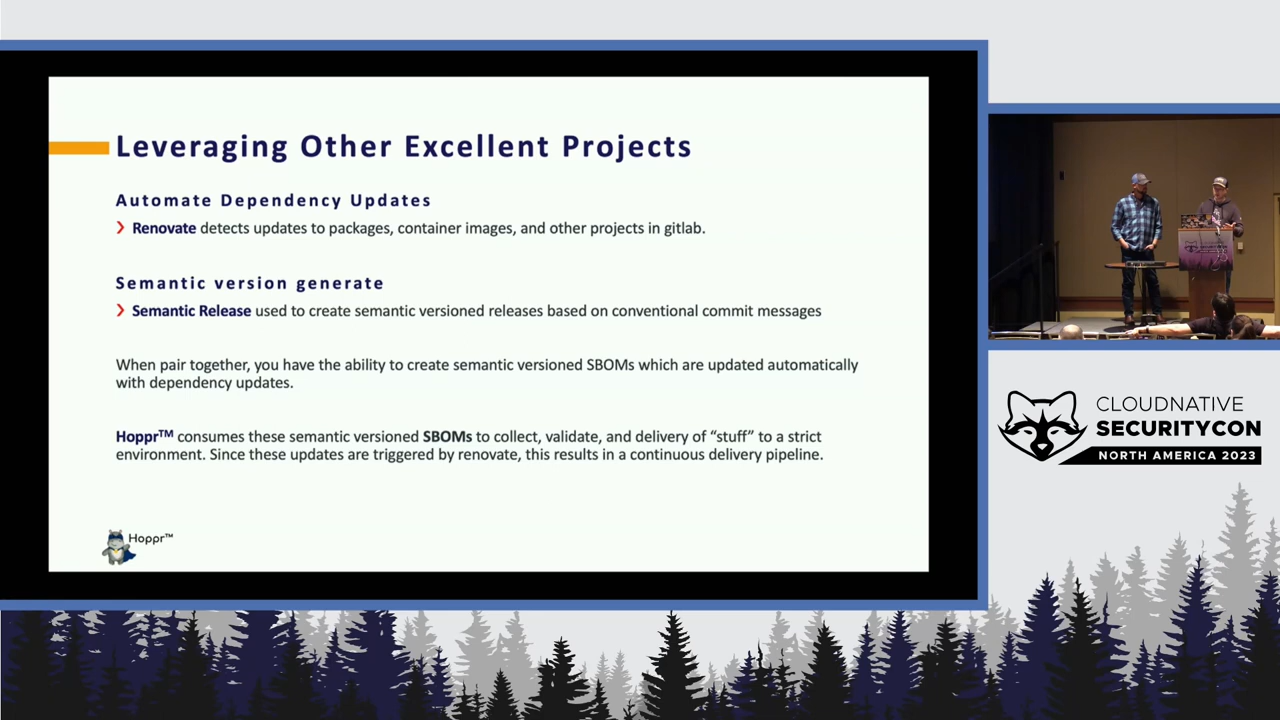 Leveraging Other Excellent Projects
Automate Dependency Updates
❯ Renovate detects updates to packages, container images, and other projects in gitlab.
Semantic version generate
❯ Semantic Release used to create semantic versioned releases based on conventional commit messages
When pair together, you have the ability to create semantic versioned SBOMs which are updated automatically
with dependency updates.
Hoppr™ consumes these semantic versioned SBOMs to collect, validate, and delivery of “stuff” to a strict
environment. Since these updates are triggered by renovate, this results in a continuous delivery pipeline.
Hoppr™
CLOUDNATIVE
SECURITYCON
NORTH AMERICA 2023